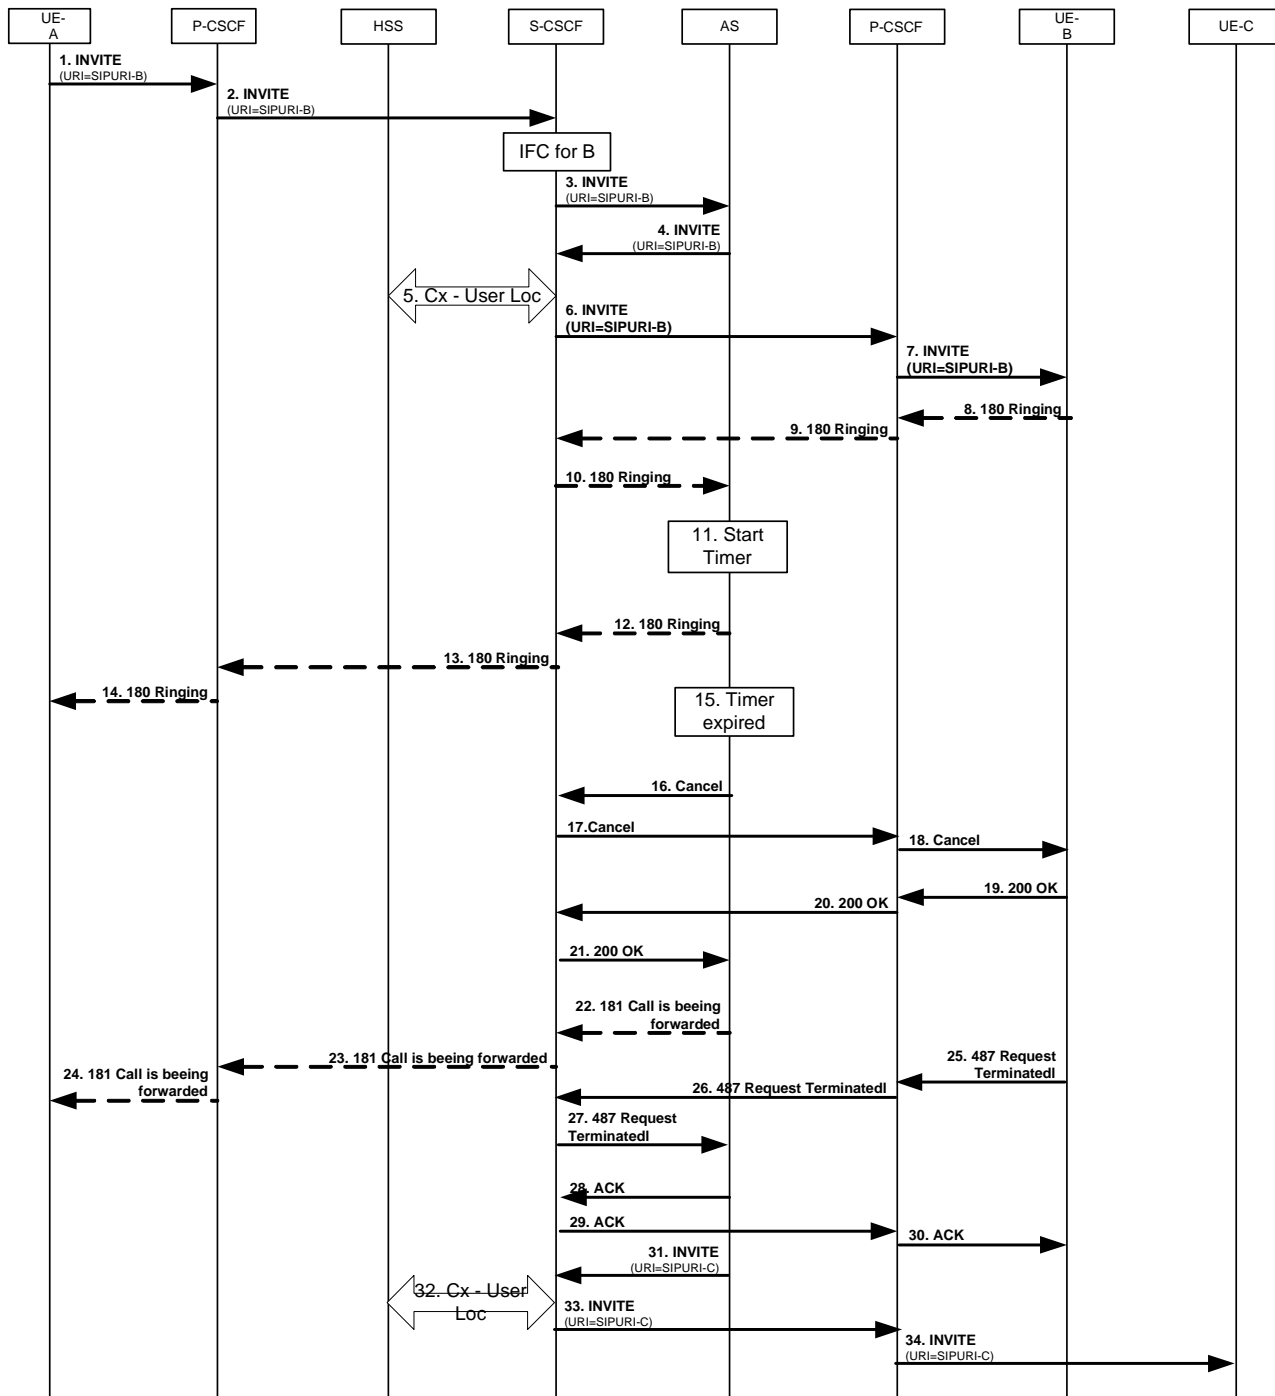 UE-
A
P-CSCF
HSS
S-CSCF
AS
P-CSCF
UE-
B
UE-C
1. INVITE
(URI=SIPURI-B)
2. INVITE
(URI=SIPURI-B)
IFC for B
3. INVITE
(URI=SIPURI-B)
4. INVITE
(URI=SIPURI-B)
5. Cx - User Loc
6. INVITE
(URI=SIPURI-B)
7. INVITE
(URI=SIPURI-B)
8. 180 Ringing
9. 180 Ringing
10. 180 Ringing
11. Start
Timer
12. 180 Ringing
13. 180 Ringing
14. 180 Ringing
15. Timer
expired
16. Cancel
17.Cancel
18. Cancel
19. 200 OK
20. 200 OK
21. 200 OK
22. 181 Call is beeing
forwarded
23. 181 Call is beeing forwarded
24. 181 Call is beeing
forwarded
25. 487 Request
TerminatedI
26. 487 Request TerminatedI
27. 487 Request
TerminatedI
28. ACK
29. ACK
30. ACK
31. INVITE
(URI=SIPURI-C)
32. Cx - User
Loc
33. INVITE
(URI=SIPURI-C)
34. INVITE
(URI=SIPURI-C)